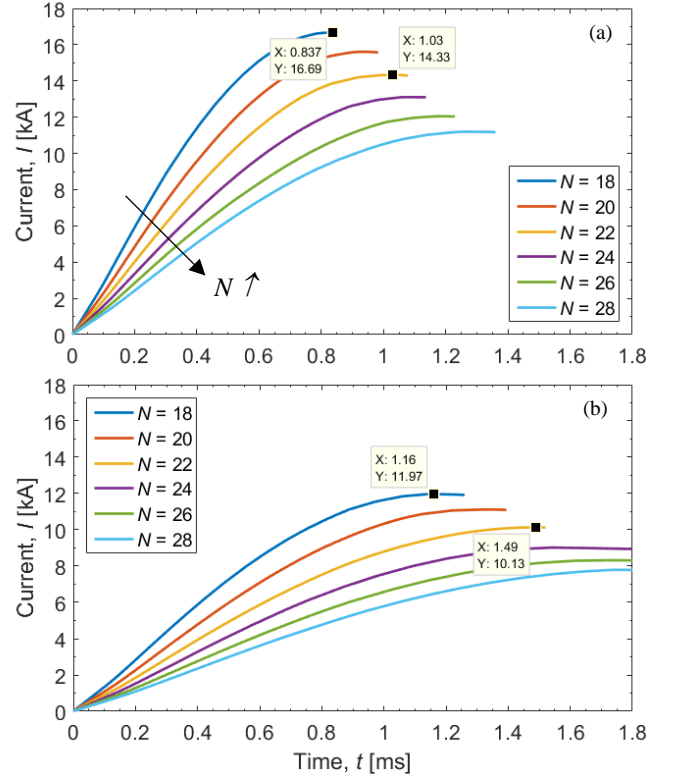 18
(a)
16
X: 0.837
Y: 16.69
X: 1.03
Y: 14.33
14
12
10
8
6
4
2
0
Current, I [kA]
N ↑
N = 18
N = 20
N = 22
N = 24
N = 26
N = 28
0 0.2 0.4 0.6 0.8 1 1.2 1.4 1.6 1.8
18
(b)
16
14
12
10
8
6
4
2
0
Current, I [kA]
N = 18
N = 20
N = 22
N = 24
N = 26
N = 28
X: 1.16
Y: 11.97
X: 1.49
Y: 10.13
0 0.2 0.4 0.6 0.8 1 1.2 1.4 1.6 1.8
Time, t [ms]